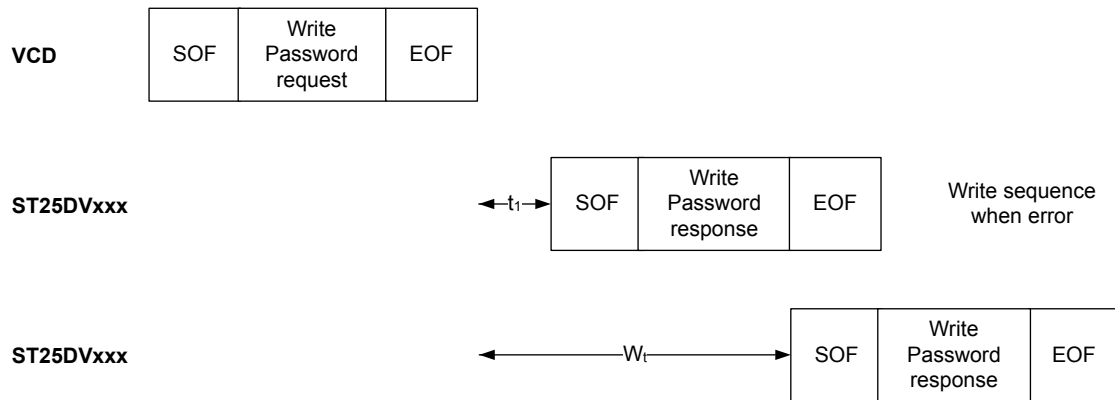 VCD
SOF
Write
Password
request
EOF
ST25DVxxx
t1
SOF
Write
Password
response
EOF
Write sequence
when error
ST25DVxxx
Wt
SOF
Write
Password
response
EOF